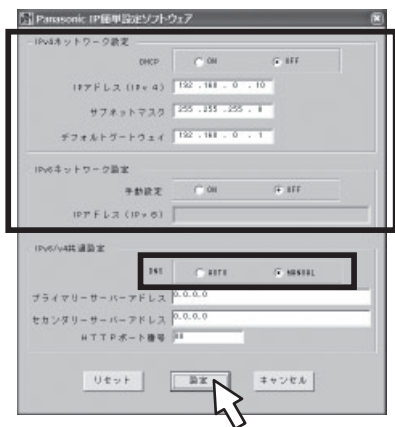 Panasonic IP簡単設定ソフトウェア
IPv4ネットワーク設定
DHCP ON OFF
IPアドレス (IPv4) 192 .168 . 0 . 10
サブネットマスク 255 .255 .255 . 0
デフォルトゲートウェイ 192 .168 . 0 . 1
IPv6ネットワーク設定
手動設定 ON OFF
IPアドレス (IPv6)
IPv6/v4共通設定
DNS AUTO MANUAL
プライマリーサーバーアドレス 0.0.0.0
セカンダリーサーバーアドレス 0.0.0.0
HTTPポート番号 80
リセット 設定 キャンセル